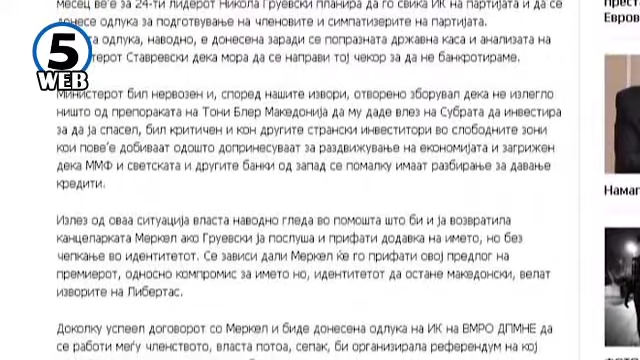 месец веќе за 24-ти лидерот Никола Груевски планира да го свика ИК на партијата и да се
донесе одлука за подготвување на членовите и симпатизерите на партијата.
одлука, наводно, е донесена заради се попразната државна каса и анализата на
Ставревски дека мора да се направи тој чекор за да не банкротираме.
5
WEB
Министерот бил нервозен и, според нашите извори, отворено зборувал дека не излегло
ништо од препораката на Тони Блер Македонија да му даде влез на Субрата да инвестира
за да ја спасел, бил критичен и кон другите странски инвеститори во слободните зони
кои пове'е добиваат одошто допринесуваат за раздвижување на економијата и загрижен
дека ММФ и светската и другите банки од запад се помалку имаат разбирање за давање
кредити.
Излез од оваа ситуација власта наводно гледа во помошта што би и ја возвратила
канцеларката Меркел ако Груевски ја послуша и прифати додавка на името, но без
чепкање во идентитетот. Се зависи дали Меркел ќе го прифати овој предлог на
премиерот, односно компромис за името но, идентитетот да остане македонски, велат
изворите на Либертас.
Доколку успеел договорот со Меркел и биде донесена одлука на ИК на ВМРО ДПМНЕ да
се работи меѓу членството, власта потоа, сепак, би организирала референдум на кој
Прест
Европ
Намаг